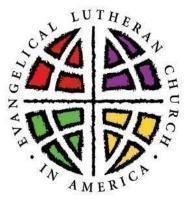 EVANGELICAL LUTHERAN CHURCH
· IN AMERICA ·